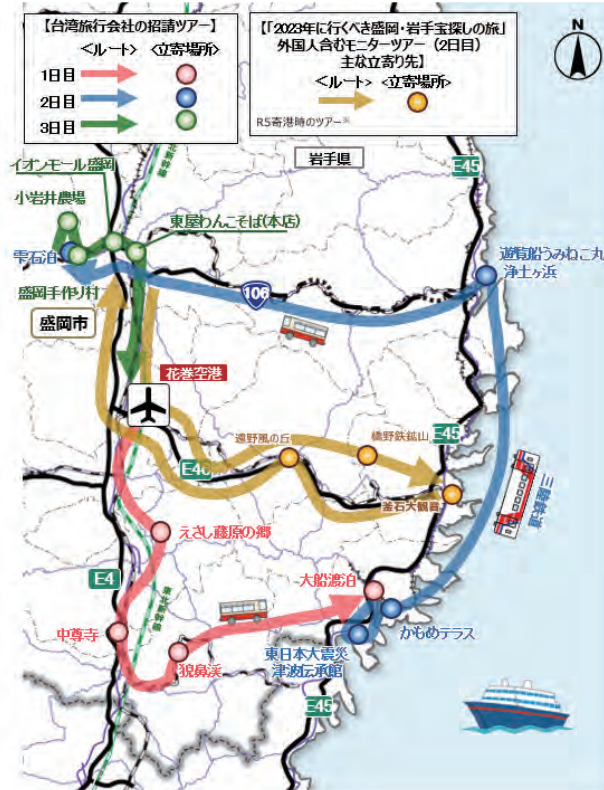 【台湾旅行会社の招請ツアー】
<ルート> <立寄場所>
1日目
2日目
3日目
【「2023年に行くべき盛岡・岩手宝探しの旅」
外国人含むモニターツアー（2日目）
主な立寄り先】
<ルート> <立寄場所>
R5寄港時のツアー※
N
岩手県
E45
イオンモール盛岡
小岩井農場
東屋わんこそば(本店)
雫石泊
盛岡手作り村
盛岡市
遊覧船うみねこ丸
浄土ヶ浜
106
花巻空港
遠野風の丘
橋野鉄鉱山
E45
E46
釜石大観音
三陸鉄道
えさし藤原の郷
E4
大船渡泊
中尊寺
猊鼻渓
かもめテラス
東日本大震災
津波伝承館
E45